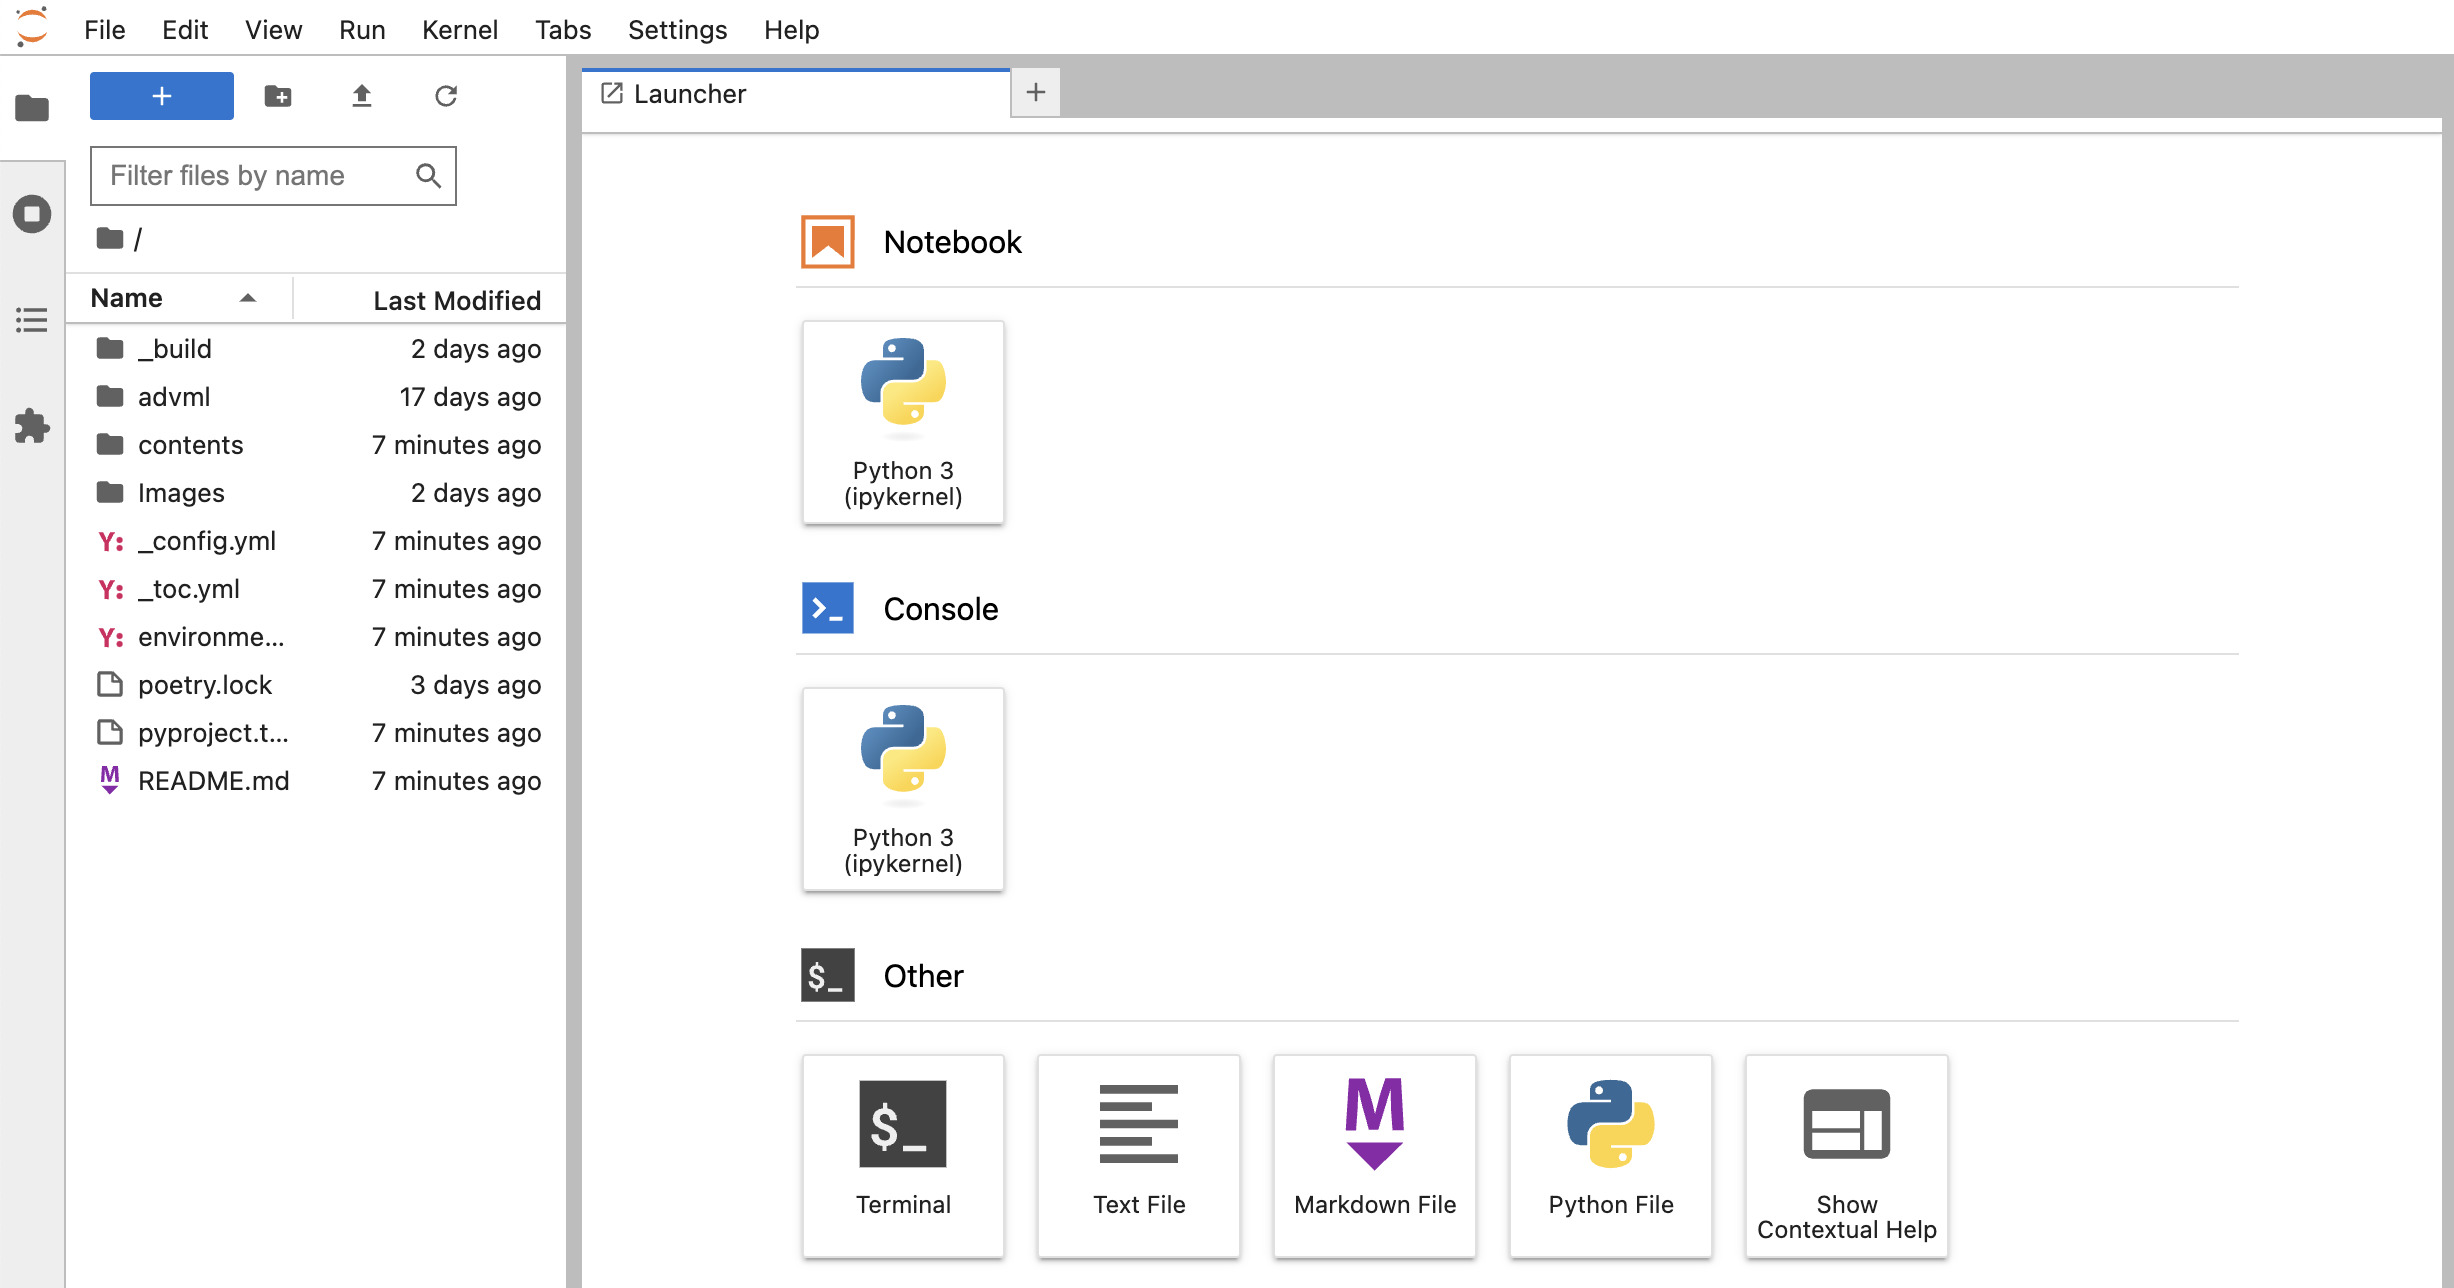 File Edit View Run Kernel Tabs Settings Help
+
Launcher
+
Filter files by name
/
Name Last Modified
_build 2 days ago
advml 17 days ago
contents 7 minutes ago
Images 2 days ago
Y: _config.yml 7 minutes ago
Y: _toc.yml 7 minutes ago
Y: environme... 7 minutes ago
poetry.lock 3 days ago
pyproject.t... 7 minutes ago
M README.md 7 minutes ago
Notebook
Python 3
(ipykernel)
>_ Console
Python 3
(ipykernel)
$_ Other
$_
Terminal
Text File
M
Markdown File
Python File
Show
Contextual Help